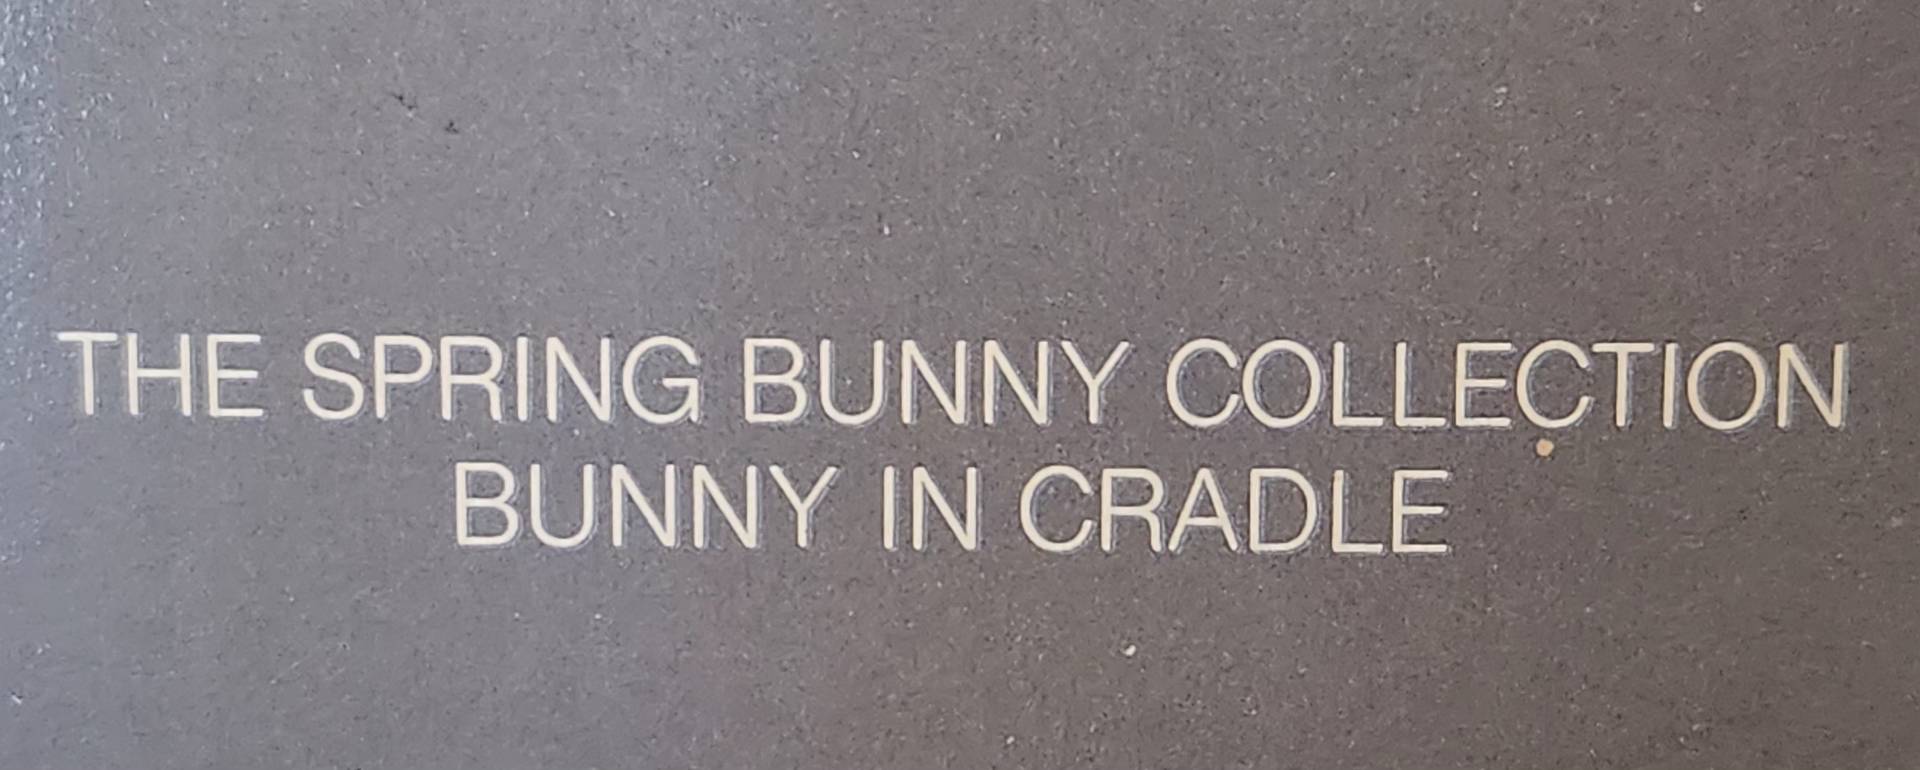 THE SPRING BUNNY COLLECTION
BUNNY IN CRADLE